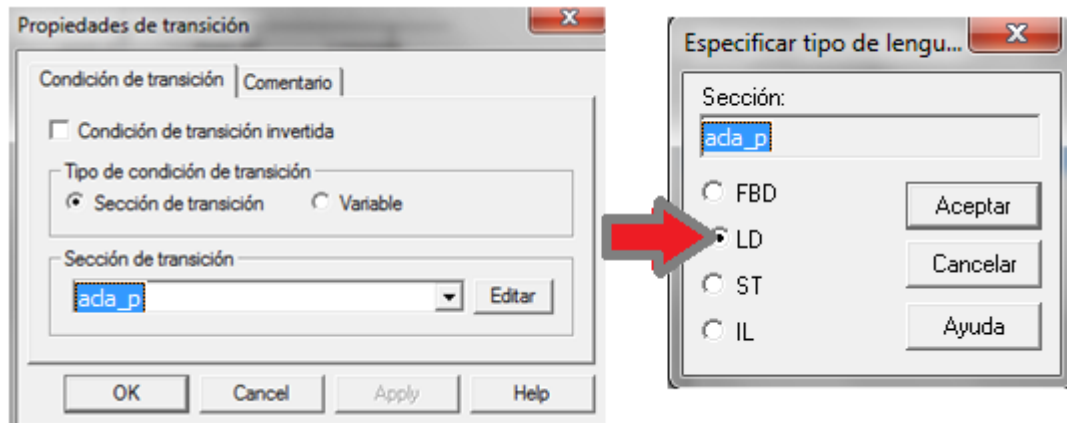 Propiedades de transición
Condición de transición
Comentario
Condición de transición invertida
Tipo de condición de transición
Sección de transición
Variable
Sección de transición
acla_p
Editar
OK
Cancel
Apply
Help
Especificar tipo de lengu...
Sección:
acla_p
FBD
LD
ST
IL
Aceptar
Cancelar
Ayuda